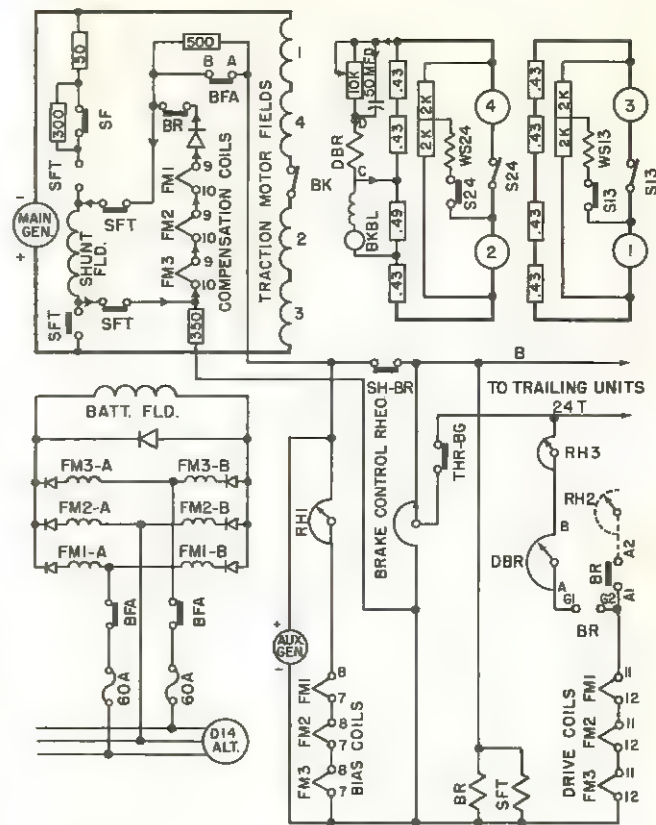 50
300
SF
SFT
MAIN
GEN.
-
+
SHUNT
FLD.
SFT
SFT
SFT
500
B A
BFA
BR
FM1
9
10
FM2
9
10
FM3
9
10
350
COMPENSATION COILS
TRACTION MOTOR FIELDS
1
4
BK
2
3
10K
50 MFD
D
DBR
C
BKBL
.43
.43
.49
.43
2K
2K
WS24
S24
4
S24
2
.43
.43
.43
.43
2K
2K
WS13
S13
3
S13
1
B
SH-BR
TO TRAILING UNITS
24T
BATT. FLD.
FM3-A
FM3-B
FM2-A
FM2-B
FM1-A
FM1-B
BFA
BFA
60A
60A
D14
ALT.
RH1
BRAKE CONTROL RHEO.
THR-BG
RH3
RH2
B
DBR
A
G1
G2
BR
A2
BR
A1
+
AUX.
GEN.
-
FM1
8
7
FM2
8
7
FM3
8
7
BIAS COILS
BR
SFT
DRIVE COILS
FM1
11
12
FM2
11
12
FM3
11
12